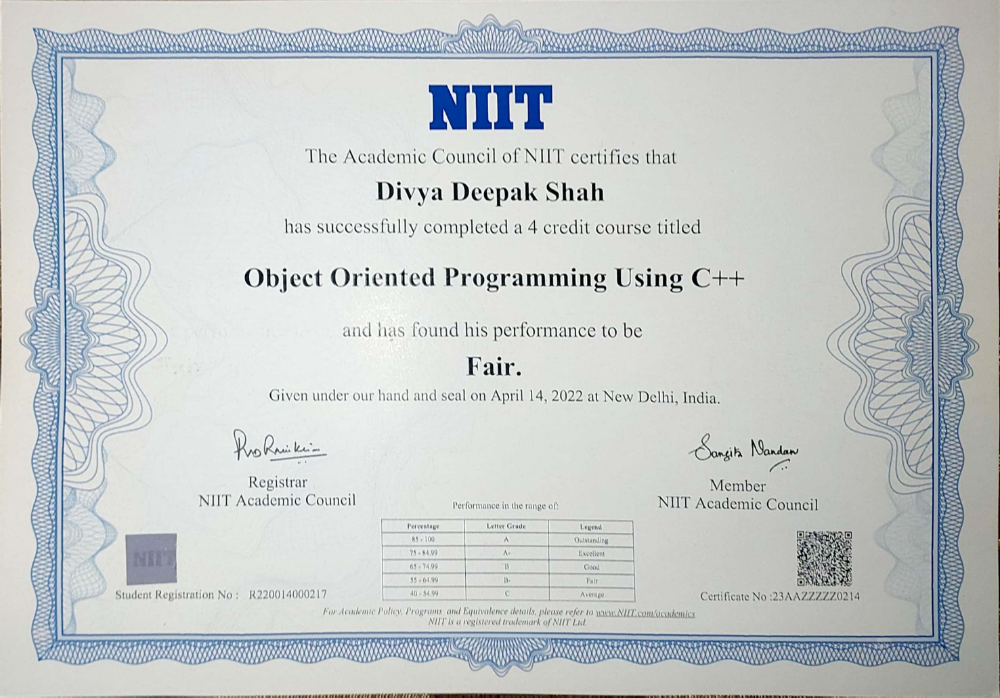 NIIT
The Academic Council of NIIT certifies that
Divya Deepak Shah
has successfully completed a 4 credit course titled
Object Oriented Programming Using C++
and has found his performance to be
Fair.
Given under our hand and seal on April 14, 2022 at New Delhi, India.
Sangita Nandan
Registrar
NIIT Academic Council
Member
NIIT Academic Council
Performance in the range of:
Percentage Letter Grade Legend
85 - 100 A Outstanding
75 - 84.99 A- Excellent
65 - 74.99 B Good
55 - 64.99 B- Fair
40 - 54.99 C Average
NIIT
Student Registration No : R220014000217
Certificate No :23AAZZZZZ0214
For Academic Policy, Programs and Equivalence details, please refer to www.NIIT.com/academics
NIIT is a registered trademark of NIIT Ltd.